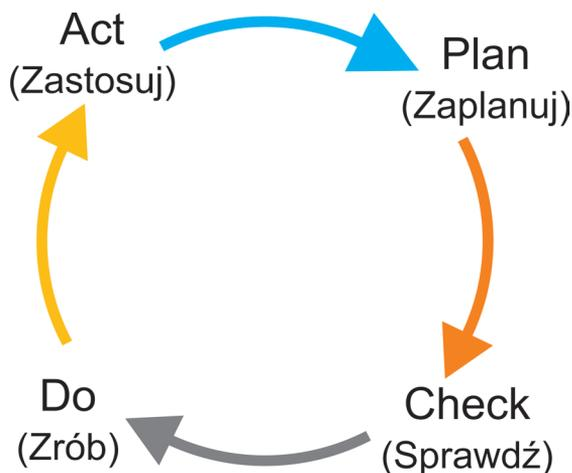 Act
(Zastosuj)
Plan
(Zaplanuj)
Do
(Zrób)
Check
(Sprawdź)